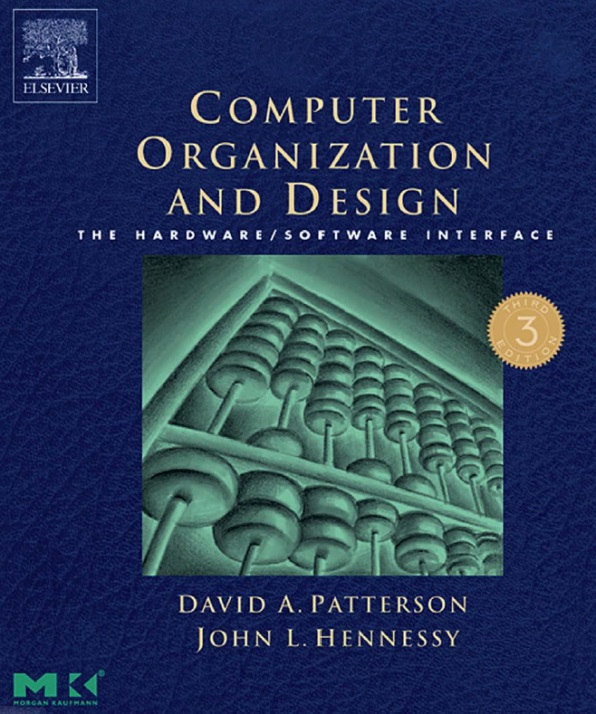 ELSEVIER
COMPUTER
ORGANIZATION
AND DESIGN
THE HARDWARE/SOFTWARE INTERFACE
THIRD
3
EDITION
DAVID A. PATTERSON
JOHN L. HENNESSY
MK
MORGAN KAUFMANN